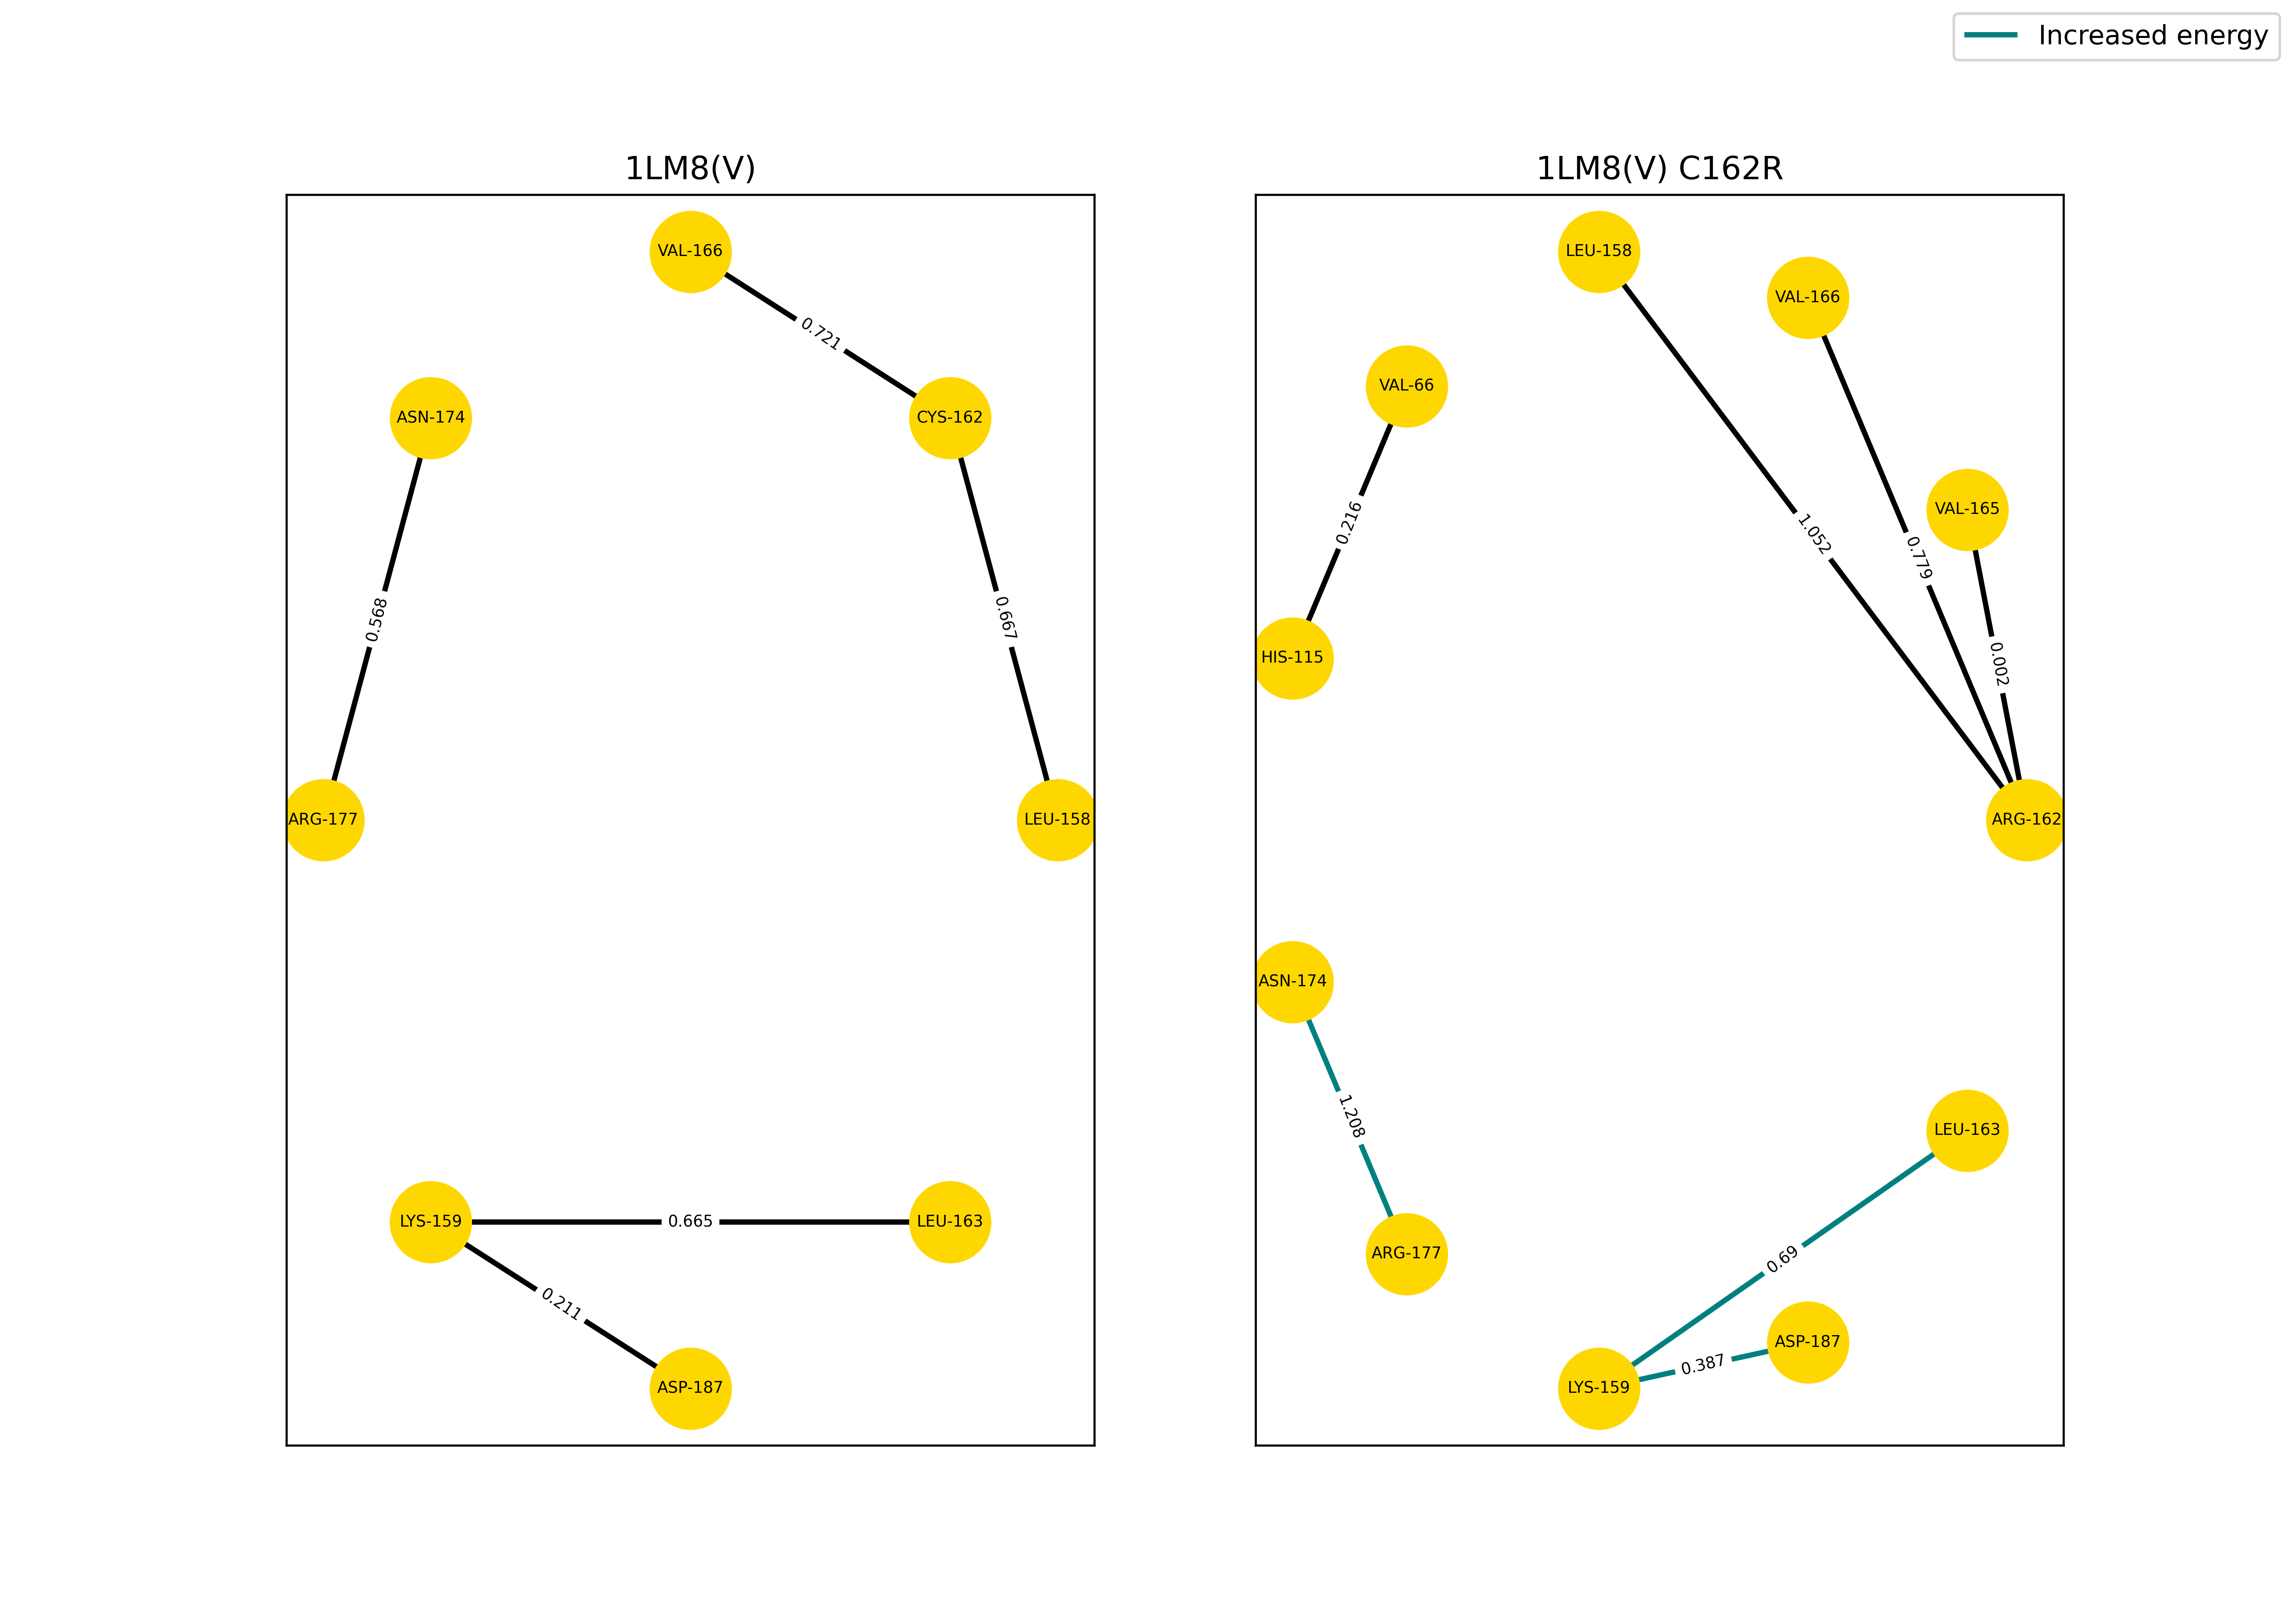 Increased energy
1LM8(V)
VAL-166
0.721
ASN-174
CYS-162
0.568
0.667
ARG-177
LEU-158
LYS-159
0.665
LEU-163
0.211
ASP-187
1LM8(V) C162R
LEU-158
VAL-166
VAL-66
VAL-165
0.216
1.052
0.779
0.002
HIS-115
ARG-162
ASN-174
1.208
LEU-163
ARG-177
0.69
ASP-187
0.387
LYS-159